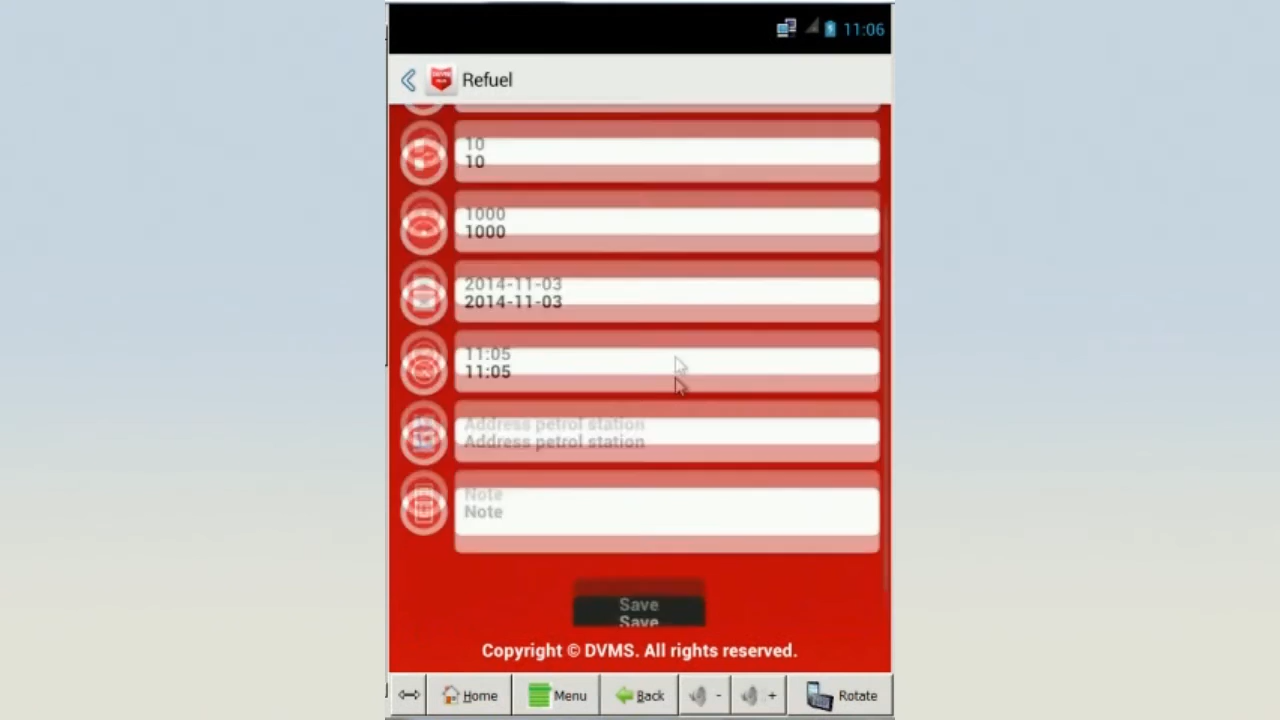 11:06
Refuel
10
10
1000
1000
2014-11-03
2014-11-03
11:05
11:05
Address petrol station
Address petrol station
Note
Note
Save
Save
Copyright © DVMS. All rights reserved.
Home Menu Back - + Rotate